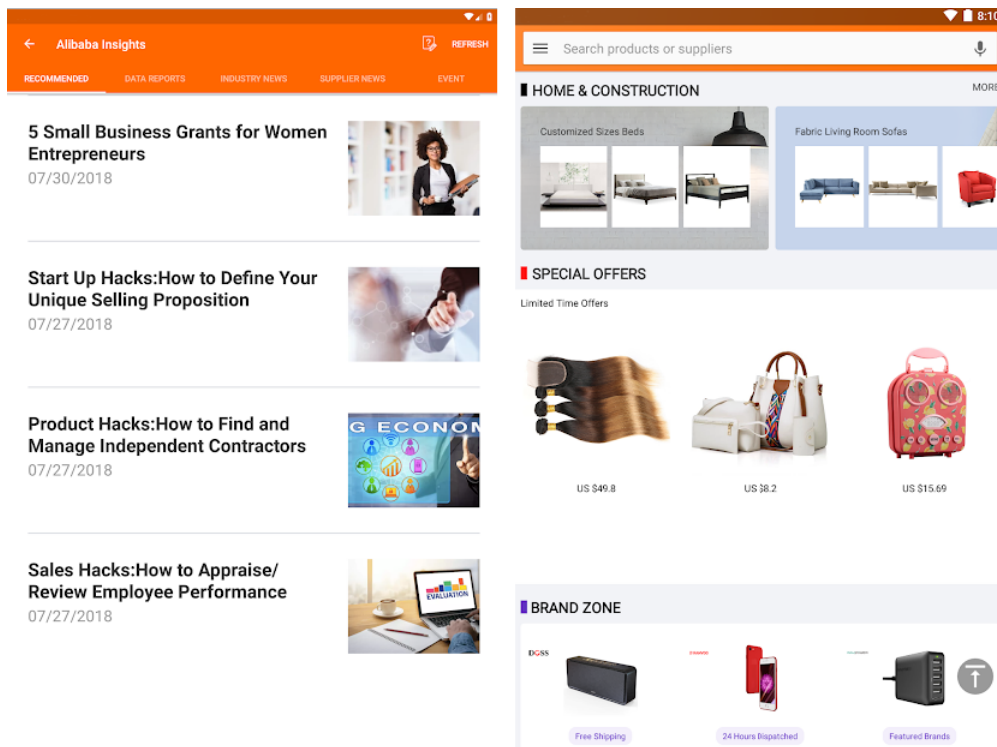 Alibaba Insights
REFRESH
RECOMMENDED
DATA REPORTS
INDUSTRY NEWS
SUPPLIER NEWS
EVENT
5 Small Business Grants for Women
Entrepreneurs
07/30/2018
Start Up Hacks:How to Define Your
Unique Selling Proposition
07/27/2018
Product Hacks:How to Find and
Manage Independent Contractors
07/27/2018
G ECONOM
Sales Hacks:How to Appraise/
Review Employee Performance
07/27/2018
EVALUATION
8:10
Search products or suppliers
HOME & CONSTRUCTION
MORE
Customized Sizes Beds
Fabric Living Room Sofas
SPECIAL OFFERS
Limited Time Offers
US $49.8
US $8.2
US $15.69
BRAND ZONE
DOSS
Free Shipping
24 Hours Dispatched
Featured Brands